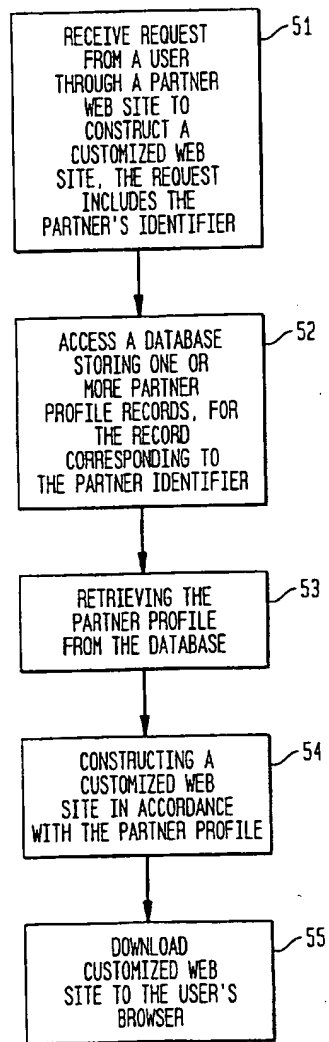 RECEIVE REQUEST
FROM A USER
THROUGH A PARTNER
WEB SITE TO
CONSTRUCT A
CUSTOMIZED WEB
SITE, THE REQUEST
INCLUDES THE
PARTNER'S IDENTIFIER
51
ACCESS A DATABASE
STORING ONE OR
MORE PARTNER
PROFILE RECORDS, FOR
THE RECORD
CORRESPONDING TO
THE PARTNER IDENTIFIER
52
RETRIEVING THE
PARTNER PROFILE
FROM THE DATABASE
53
CONSTRUCTING A
CUSTOMIZED WEB
SITE IN ACCORDANCE
WITH THE PARTNER PROFILE
54
DOWNLOAD
CUSTOMIZED WEB
SITE TO THE USER'S
BROWSER
55